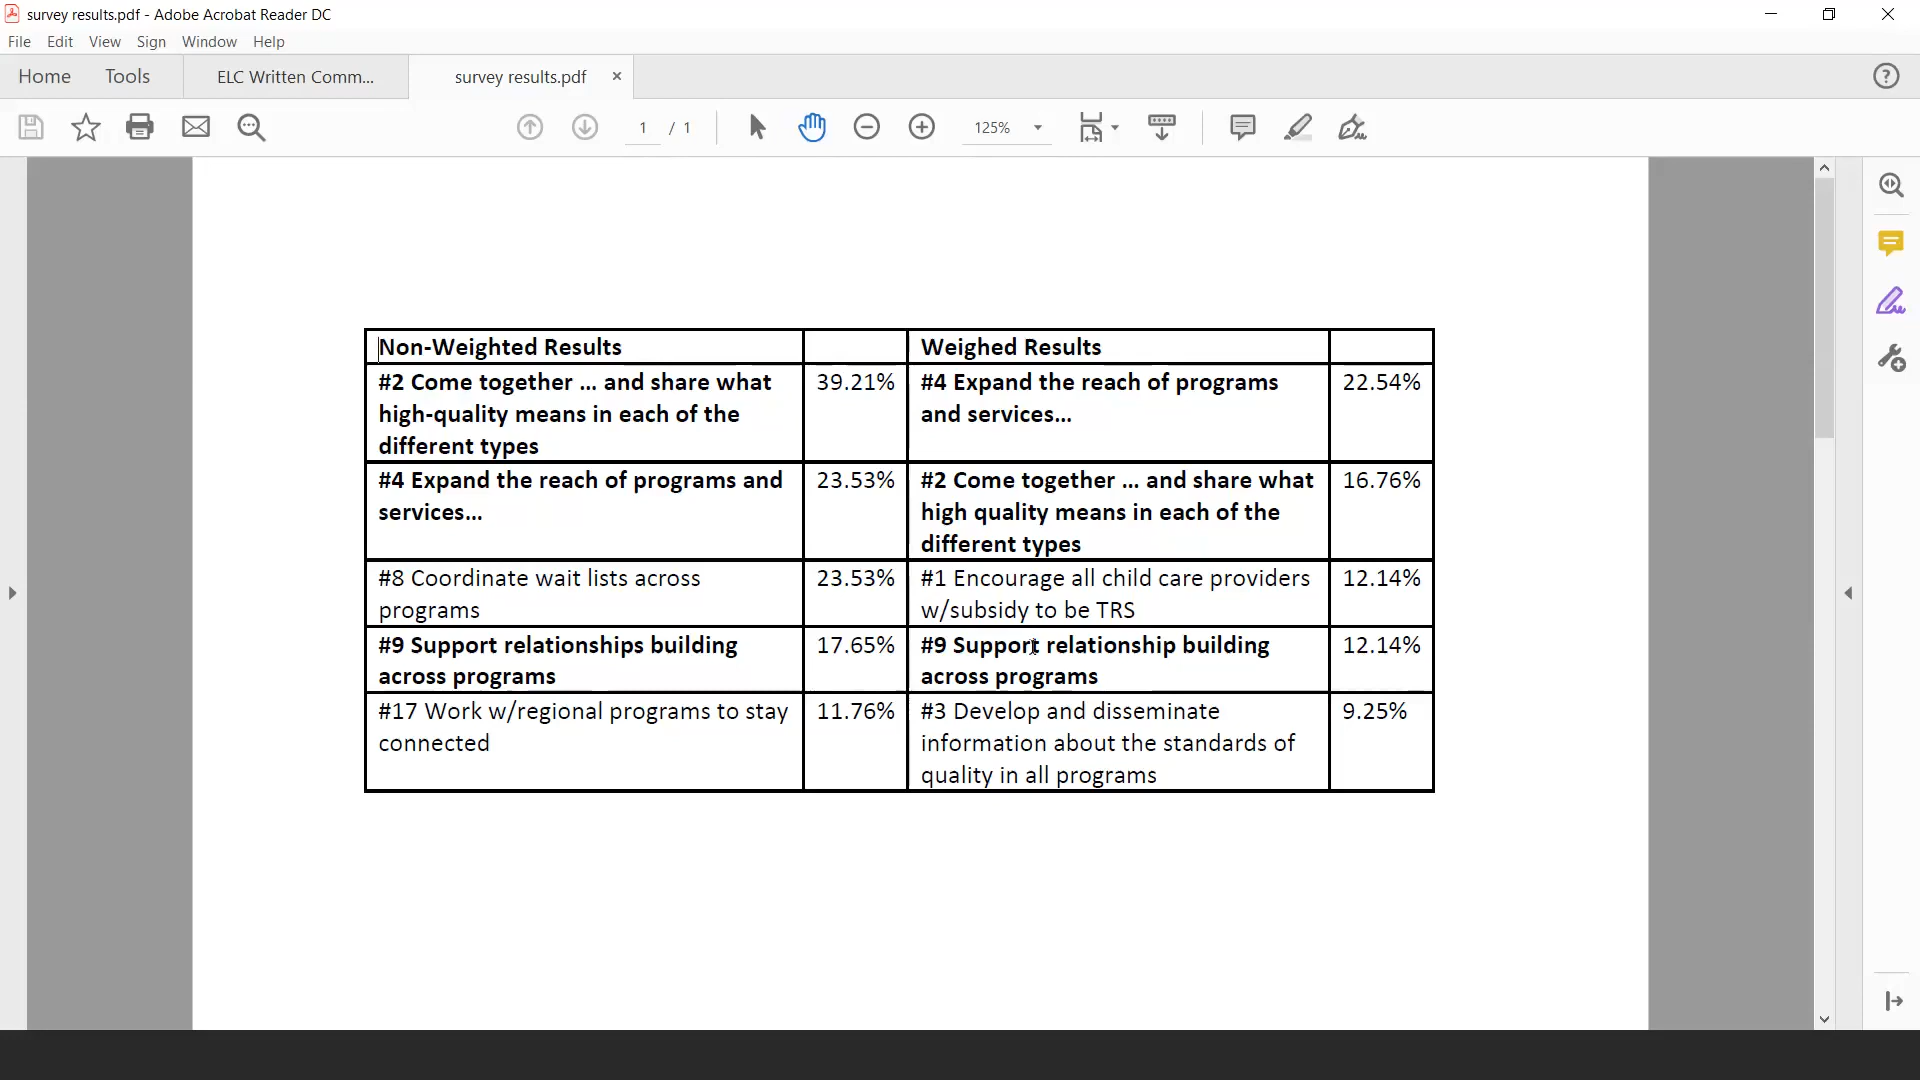 survey results.pdf - Adobe Acrobat Reader DC
File Edit View Sign Window Help
Home Tools ELC Written Comm... survey results.pdf ×
1 / 1 125%
Non-Weighted Results Weighed Results
#2 Come together ... and share what 39.21% #4 Expand the reach of programs 22.54%
high-quality means in each of the and services...
different types
#4 Expand the reach of programs and 23.53% #2 Come together ... and share what 16.76%
services... high quality means in each of the
different types
#8 Coordinate wait lists across 23.53% #1 Encourage all child care providers 12.14%
programs w/subsidy to be TRS
#9 Support relationships building 17.65% #9 Support relationship building 12.14%
across programs across programs
#17 Work w/regional programs to stay 11.76% #3 Develop and disseminate 9.25%
connected information about the standards of
quality in all programs